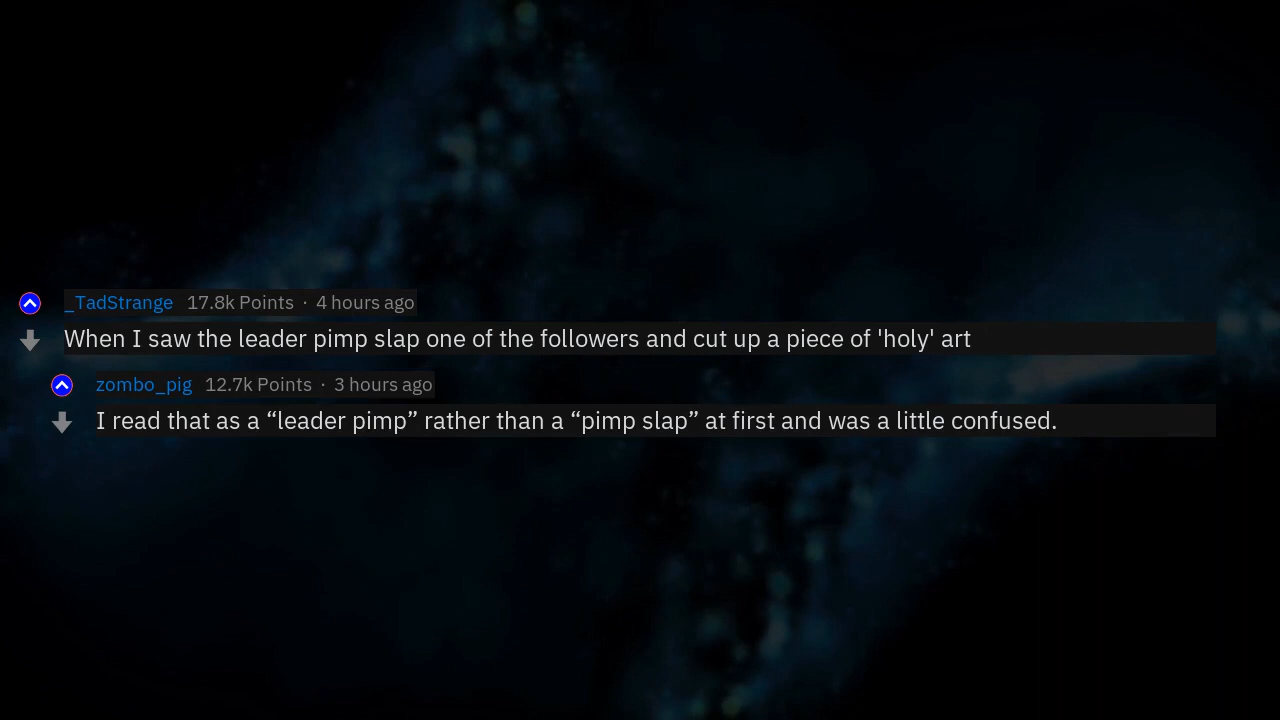 _TadStrange 17.8k Points · 4 hours ago
When I saw the leader pimp slap one of the followers and cut up a piece of 'holy' art
zombo_pig 12.7k Points · 3 hours ago
I read that as a “leader pimp” rather than a “pimp slap” at first and was a little confused.